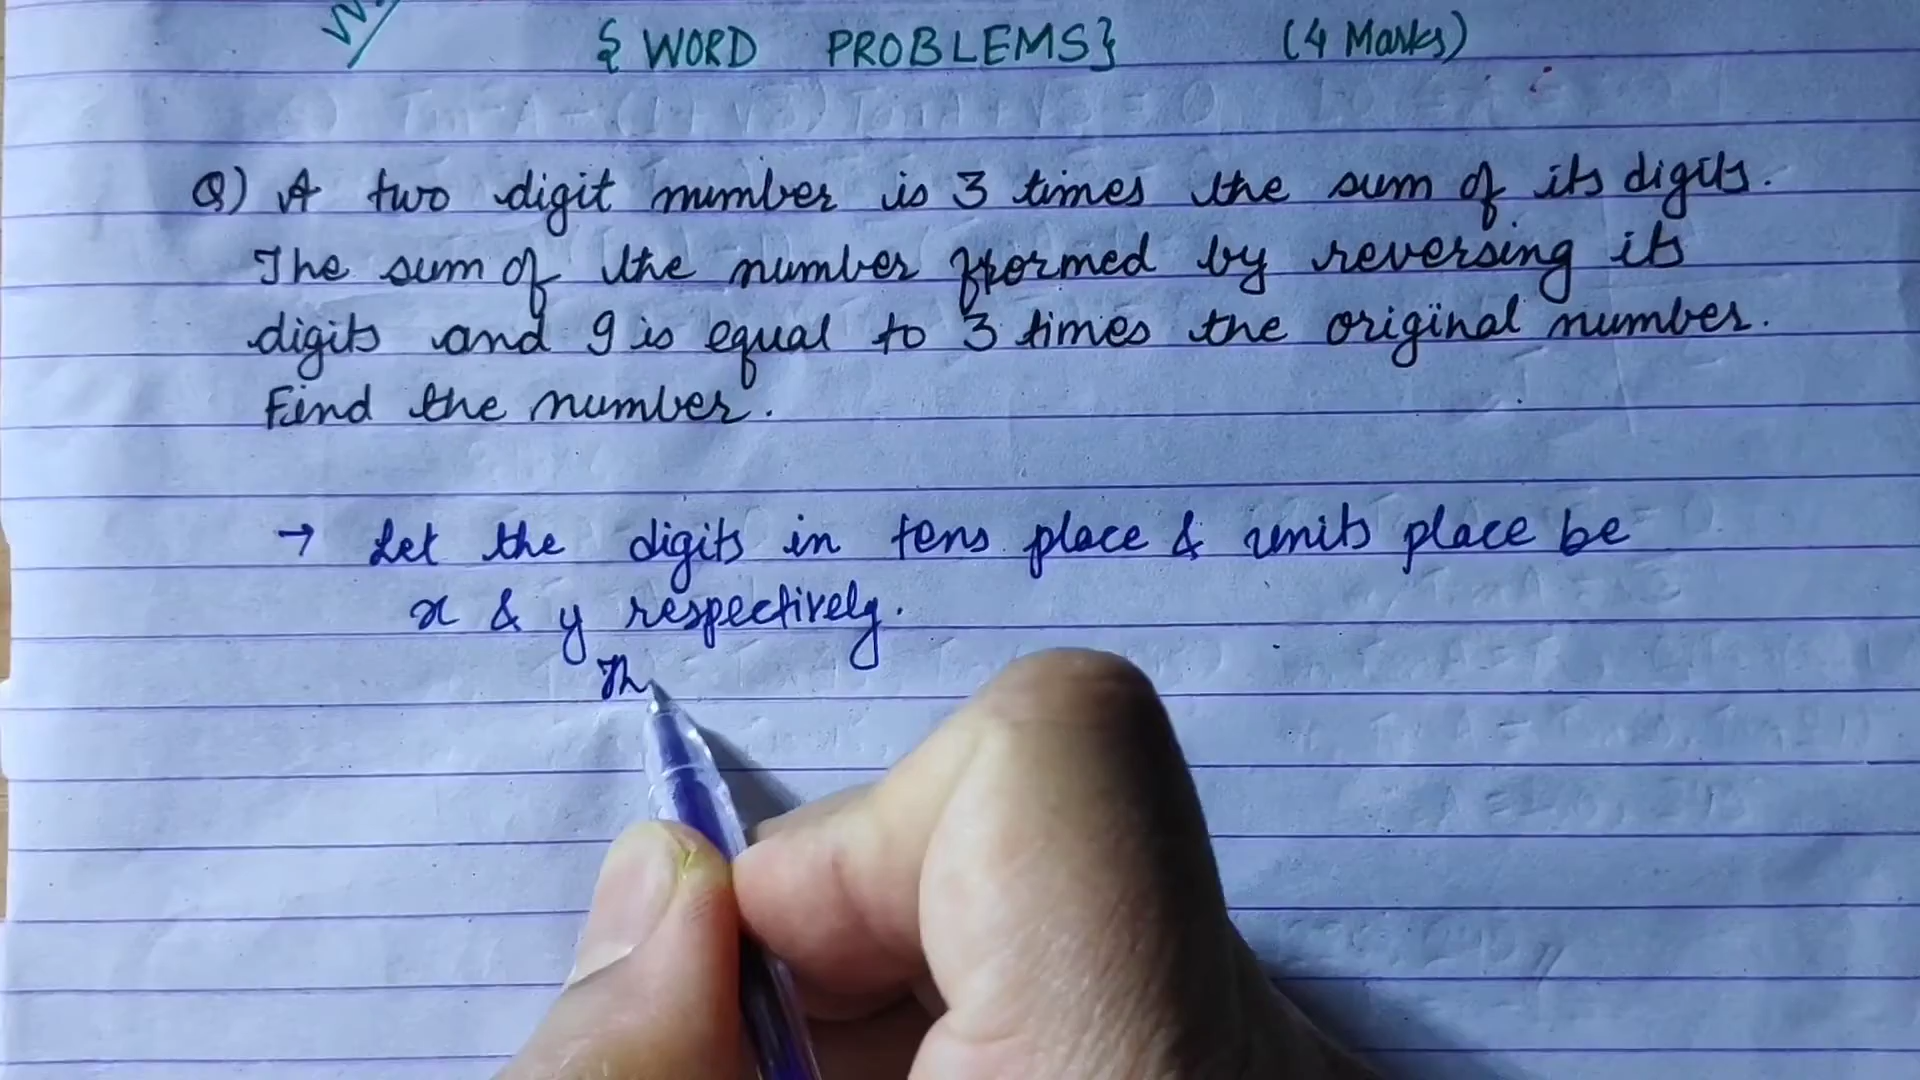 {WORD PROBLEMS} (4 Marks)
Q) A two digit number is 3 times the sum of its digits.
The sum of the number formed by reversing its
digits and 9 is equal to 3 times the original number.
Find the number.
→ Let the digits in tens place & units place be
x & y respectively.
Th